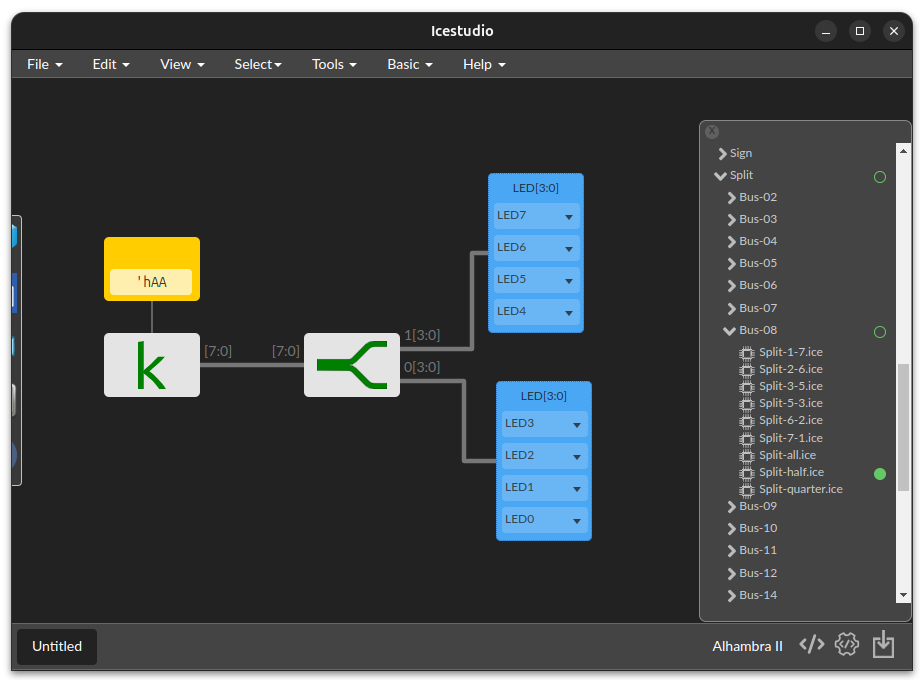 Icestudio
File Edit View Select Tools Basic Help
X
Sign
Split
Bus-02
Bus-03
Bus-04
Bus-05
Bus-06
Bus-07
Bus-08
Split-1-7.ice
Split-2-6.ice
Split-3-5.ice
Split-5-3.ice
Split-6-2.ice
Split-7-1.ice
Split-all.ice
Split-half.ice
Split-quarter.ice
Bus-09
Bus-10
Bus-11
Bus-12
Bus-14
'hAA
k
[7:0]
[7:0]
1[3:0]
0[3:0]
LED[3:0]
LED7
LED6
LED5
LED4
LED[3:0]
LED3
LED2
LED1
LED0
Untitled
Alhambra II </> </>